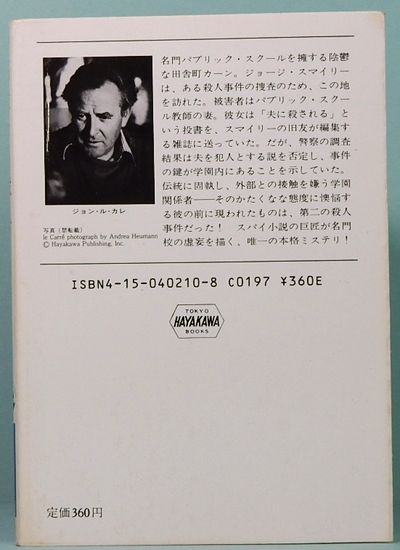 名門パブリック・スクールを擁する陰鬱
な田舎町カーン。ジョージ・スマイリー
は、ある殺人事件の捜査のため、この地
を訪れた。被害者はパブリック・スクー
ル教師の妻。彼女は「夫に殺される」と
いう投書を、スマイリーの旧友が編集す
る雑誌に送っていた。だが、警察の調査
結果は夫を犯人とする説を否定し、事件
の鍵が学園内にあることを示していた。
伝統に固執し、外部との接触を嫌う学園
関係者――そのかたくなな態度に懊悩す
る彼の前に現われたものは、第二の殺人
事件だった！　スパイ小説の巨匠が名門
校の虚妄を描く、唯一の本格ミステリ！
ジョン・ル・カレ
写真（禁転載）
le Carré photograph by Andrea Heumann
© Hayakawa Publishing, Inc.
ISBN4-15-040210-8 C0197 ¥360E
TOKYO
HAYAKAWA
BOOKS
定価360円